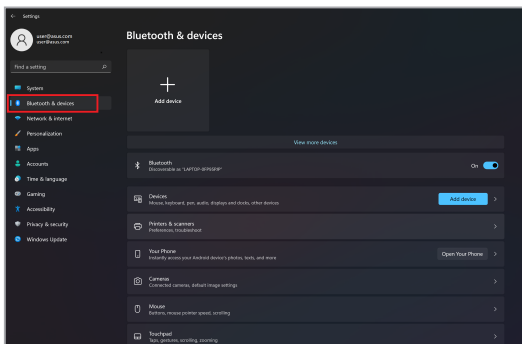 Settings
user@asus.com
user@asus.com
Find a setting
System
Bluetooth & devices
Network & internet
Personalization
Apps
Accounts
Time & language
Gaming
Accessibility
Privacy & security
Windows Update
Bluetooth & devices
Add device
View more devices
Bluetooth
Discoverable as "LAPTOP-8FP6SPIP"
On
Devices
Mouse, keyboard, pen, audio, displays and docks, other devices
Add device
Printers & scanners
Preferences, troubleshoot
Your Phone
Instantly access your Android device's photos, texts, and more
Open Your Phone
Cameras
Connected cameras, default image settings
Mouse
Buttons, mouse pointer speed, scrolling
Touchpad
Taps, gestures, scrolling, zooming